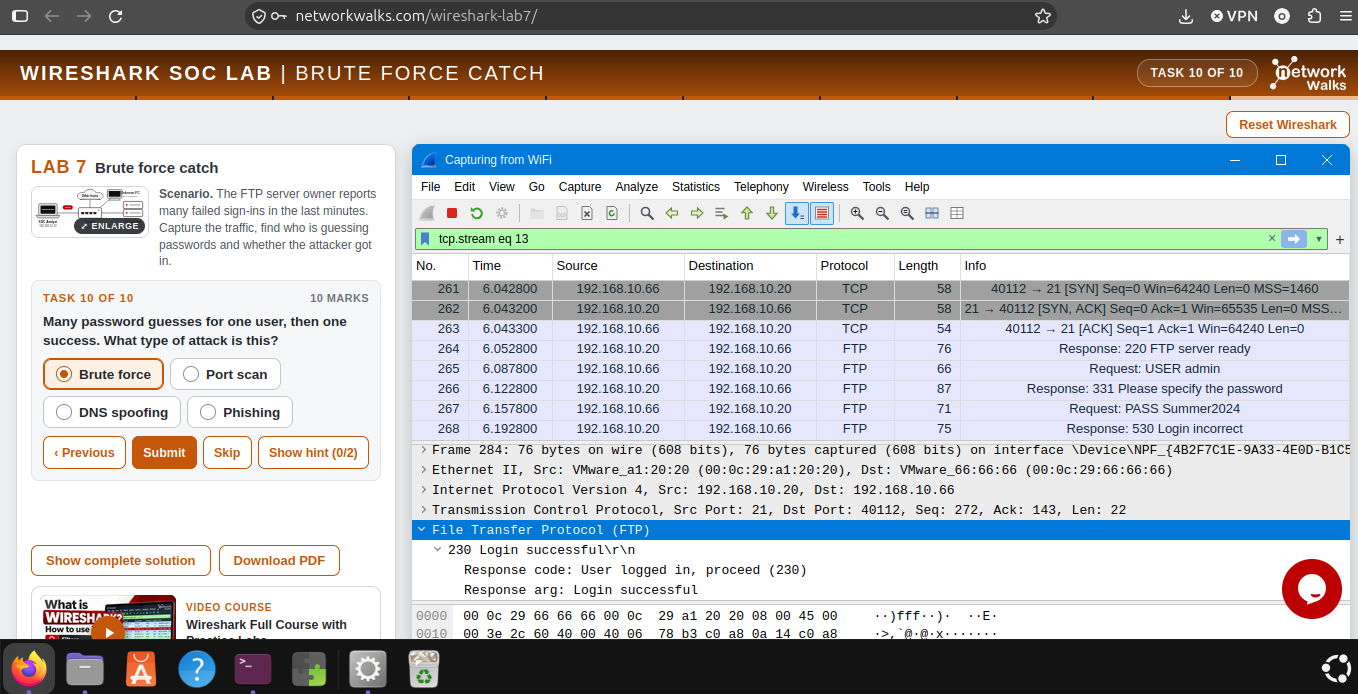 networkwalks.com/wireshark-lab7/
VPN
WIRESHARK SOC LAB | BRUTE FORCE CATCH
TASK 10 OF 10
network
Walks
Reset Wireshark
LAB 7 Brute force catch
ENLARGE
Scenario. The FTP server owner reports
many failed sign-ins in the last minutes.
Capture the traffic, find who is guessing
passwords and whether the attacker got
in.
TASK 10 OF 10
10 MARKS
Many password guesses for one user, then one
success. What type of attack is this?
Brute force
Port scan
DNS spoofing
Phishing
‹ Previous
Submit
Skip
Show hint (0/2)
Show complete solution
Download PDF
What is
WIRESHARK?
How to use
VIDEO COURSE
Wireshark Full Course with
Practice Labs
Capturing from WiFi
File Edit View Go Capture Analyze Statistics Telephony Wireless Tools Help
tcp.stream eq 13
No. Time Source Destination Protocol Length Info
261 6.042800 192.168.10.66 192.168.10.20 TCP 58 40112 → 21 [SYN] Seq=0 Win=64240 Len=0 MSS=1460
262 6.043200 192.168.10.20 192.168.10.66 TCP 58 21 → 40112 [SYN, ACK] Seq=0 Ack=1 Win=65535 Len=0 MSS…
263 6.043300 192.168.10.66 192.168.10.20 TCP 54 40112 → 21 [ACK] Seq=1 Ack=1 Win=64240 Len=0
264 6.052800 192.168.10.20 192.168.10.66 FTP 76 Response: 220 FTP server ready
265 6.087800 192.168.10.66 192.168.10.20 FTP 66 Request: USER admin
266 6.122800 192.168.10.20 192.168.10.66 FTP 87 Response: 331 Please specify the password
267 6.157800 192.168.10.66 192.168.10.20 FTP 71 Request: PASS Summer2024
268 6.192800 192.168.10.20 192.168.10.66 FTP 75 Response: 530 Login incorrect
Frame 284: 76 bytes on wire (608 bits), 76 bytes captured (608 bits) on interface \Device\NPF_{4B2F7C1E-9A33-4E0D-B1C5
Ethernet II, Src: VMware_a1:20:20 (00:0c:29:a1:20:20), Dst: VMware_66:66:66 (00:0c:29:66:66:66)
Internet Protocol Version 4, Src: 192.168.10.20, Dst: 192.168.10.66
Transmission Control Protocol, Src Port: 21, Dst Port: 40112, Seq: 272, Ack: 143, Len: 22
File Transfer Protocol (FTP)
230 Login successful\r\n
Response code: User logged in, proceed (230)
Response arg: Login successful
0000 00 0c 29 66 66 66 00 0c 29 a1 20 20 08 00 45 00 ··)fff··)· ··E·
0010 00 3e 2c 60 40 00 40 06 78 b3 c0 a8 0a 14 c0 a8 ·>,`@·@·x·······